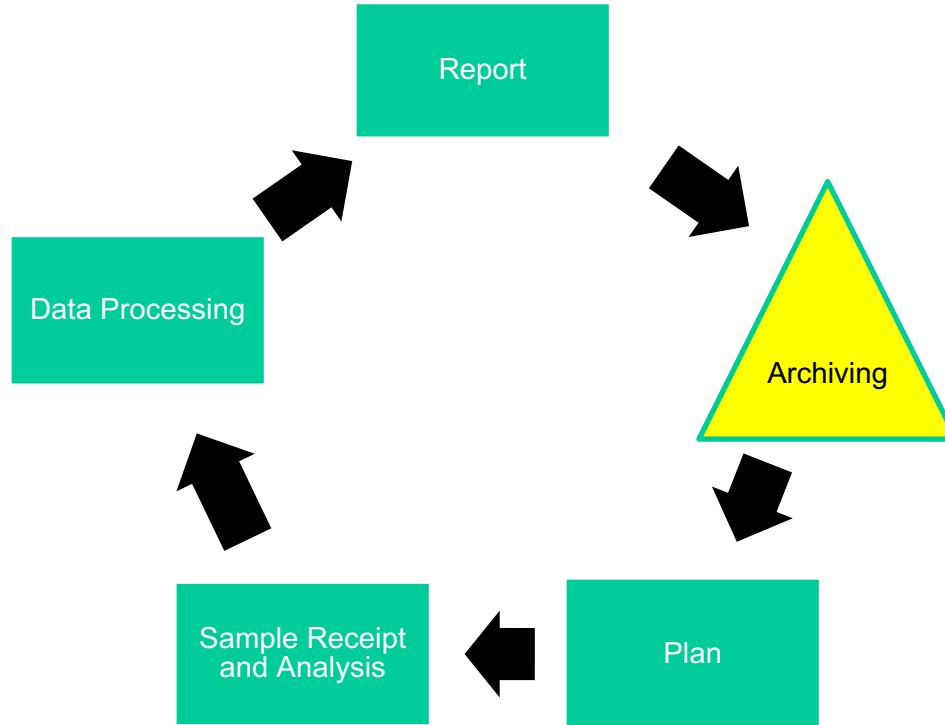 Report
Data Processing
Archiving
Sample Receipt
and Analysis
Plan